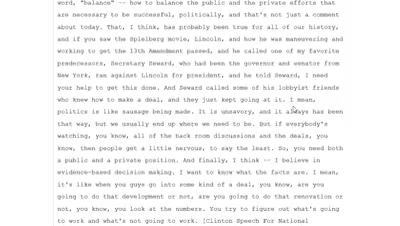 word, "balance" -- how to balance the public and the private efforts that
are necessary to be successful, politically, and that's not just a comment
about today. That, I think, has probably been true for all of our history,
and if you saw the Spielberg movie, Lincoln, and how he was maneuvering and
working to get the 13th Amendment passed, and he called one of my favorite
predecessors, Secretary Seward, who had been the governor and senator from
New York, ran against Lincoln for president, and he told Seward, I need
your help to get this done. And Seward called some of his lobbyist friends
who knew how to make a deal, and they just kept going at it. I mean,
politics is like sausage being made. It is unsavory, and it always has been
that way, but we usually end up where we need to be. But if everybody's
watching, you know, all of the back room discussions and the deals, you
know, then people get a little nervous, to say the least. So, you need both
a public and a private position. And finally, I think -- I believe in
evidence-based decision making. I want to know what the facts are. I mean,
it's like when you guys go into some kind of a deal, you know, are you
going to do that development or not, are you going to do that renovation or
not, you know, you look at the numbers. You try to figure out what's going
to work and what's not going to work. [Clinton Speech For National